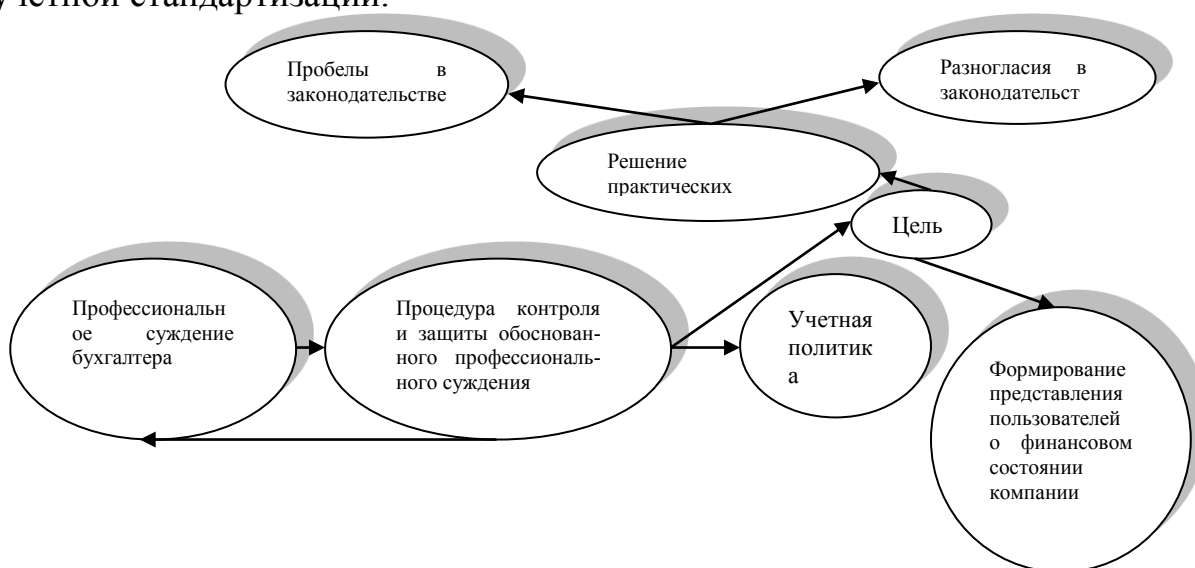 учетной стандартизации.
Пробелы в
законодательстве
Разногласия в
законодательст
Решение
практических
Цель
Профессиональн
ое суждение
бухгалтера
Процедура контроля
и защиты обоснован-
ного профессиональ-
ного суждения
Учетная
политик
а
Формирование
представления
пользователей
о финансовом
состоянии
компании